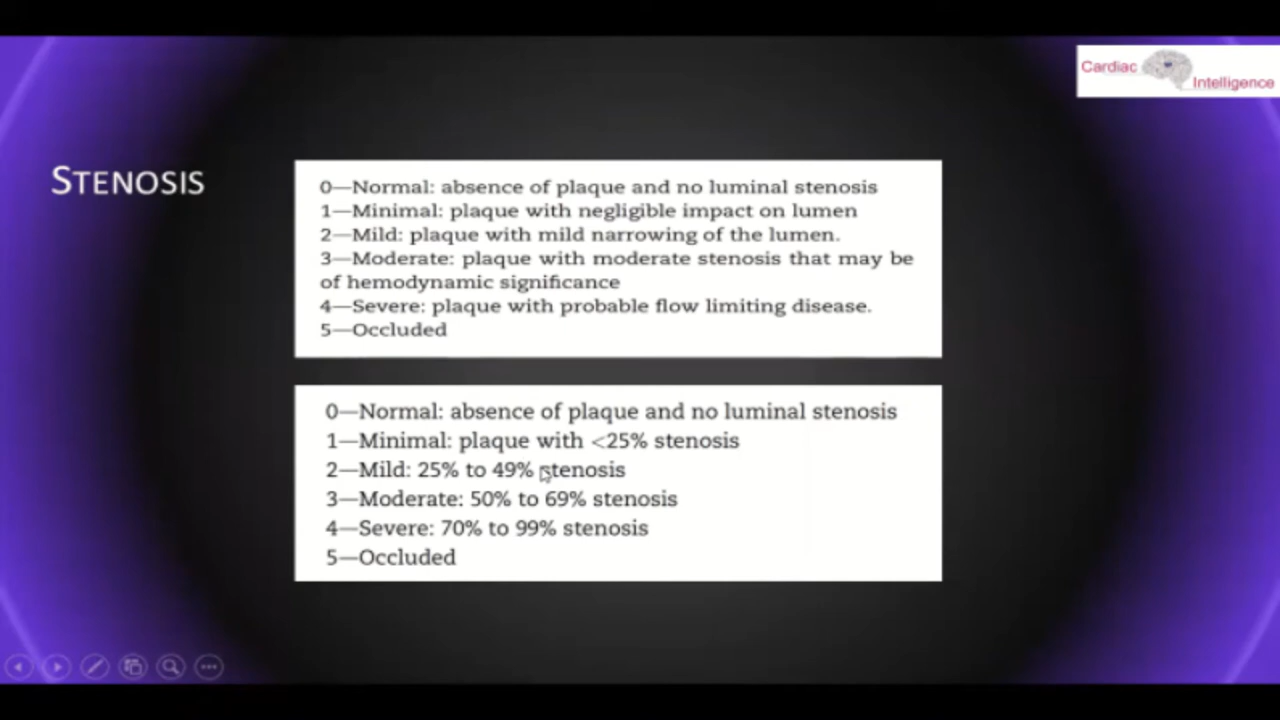 Cardiac
Intelligence
STENOSIS
0—Normal: absence of plaque and no luminal stenosis
1—Minimal: plaque with negligible impact on lumen
2—Mild: plaque with mild narrowing of the lumen.
3—Moderate: plaque with moderate stenosis that may be
of hemodynamic significance
4—Severe: plaque with probable flow limiting disease.
5—Occluded
0—Normal: absence of plaque and no luminal stenosis
1—Minimal: plaque with <25% stenosis
2—Mild: 25% to 49% stenosis
3—Moderate: 50% to 69% stenosis
4—Severe: 70% to 99% stenosis
5—Occluded